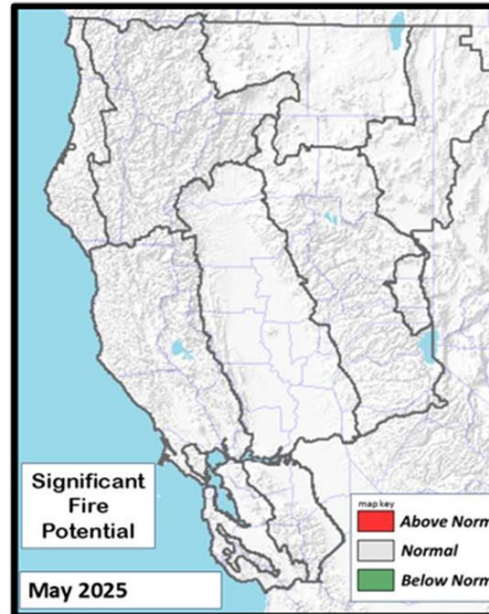 Significant
Fire
Potential
May 2025
map key
Above Norm
Normal
Below Norm